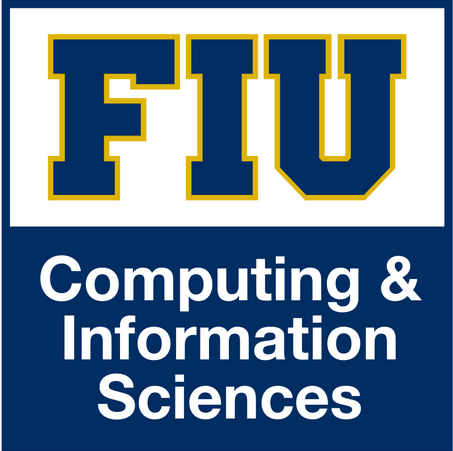 FIU
Computing &
Information
Sciences